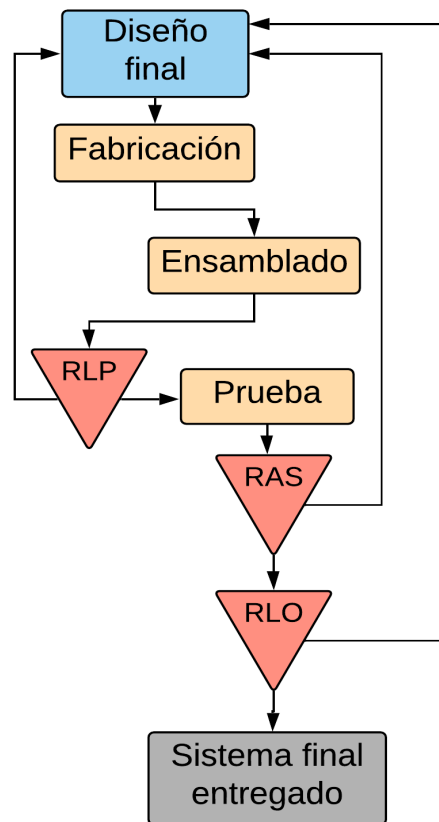 Diseño
final
Fabricación
Ensamblado
RLP
Prueba
RAS
RLO
Sistema final
entregado